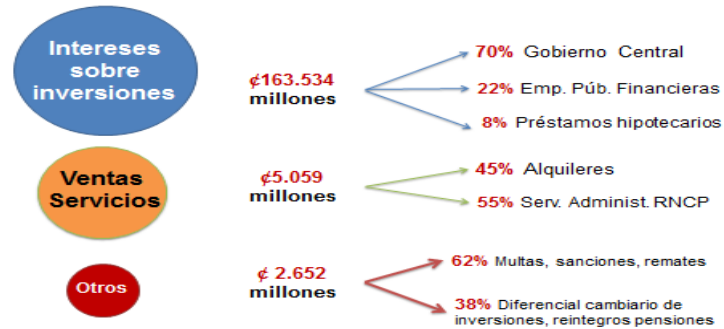 Intereses
sobre
inversiones
¢163.534
millones
70% Gobierno Central
22% Emp. Púb. Financieras
8% Préstamos hipotecarios
Ventas
Servicios
¢5.059
millones
45% Alquileres
55% Serv. Administ. RNCP
Otros
¢ 2.652
millones
62% Multas, sanciones, remates
38% Diferencial cambiario de
inversiones, reintegros pensiones